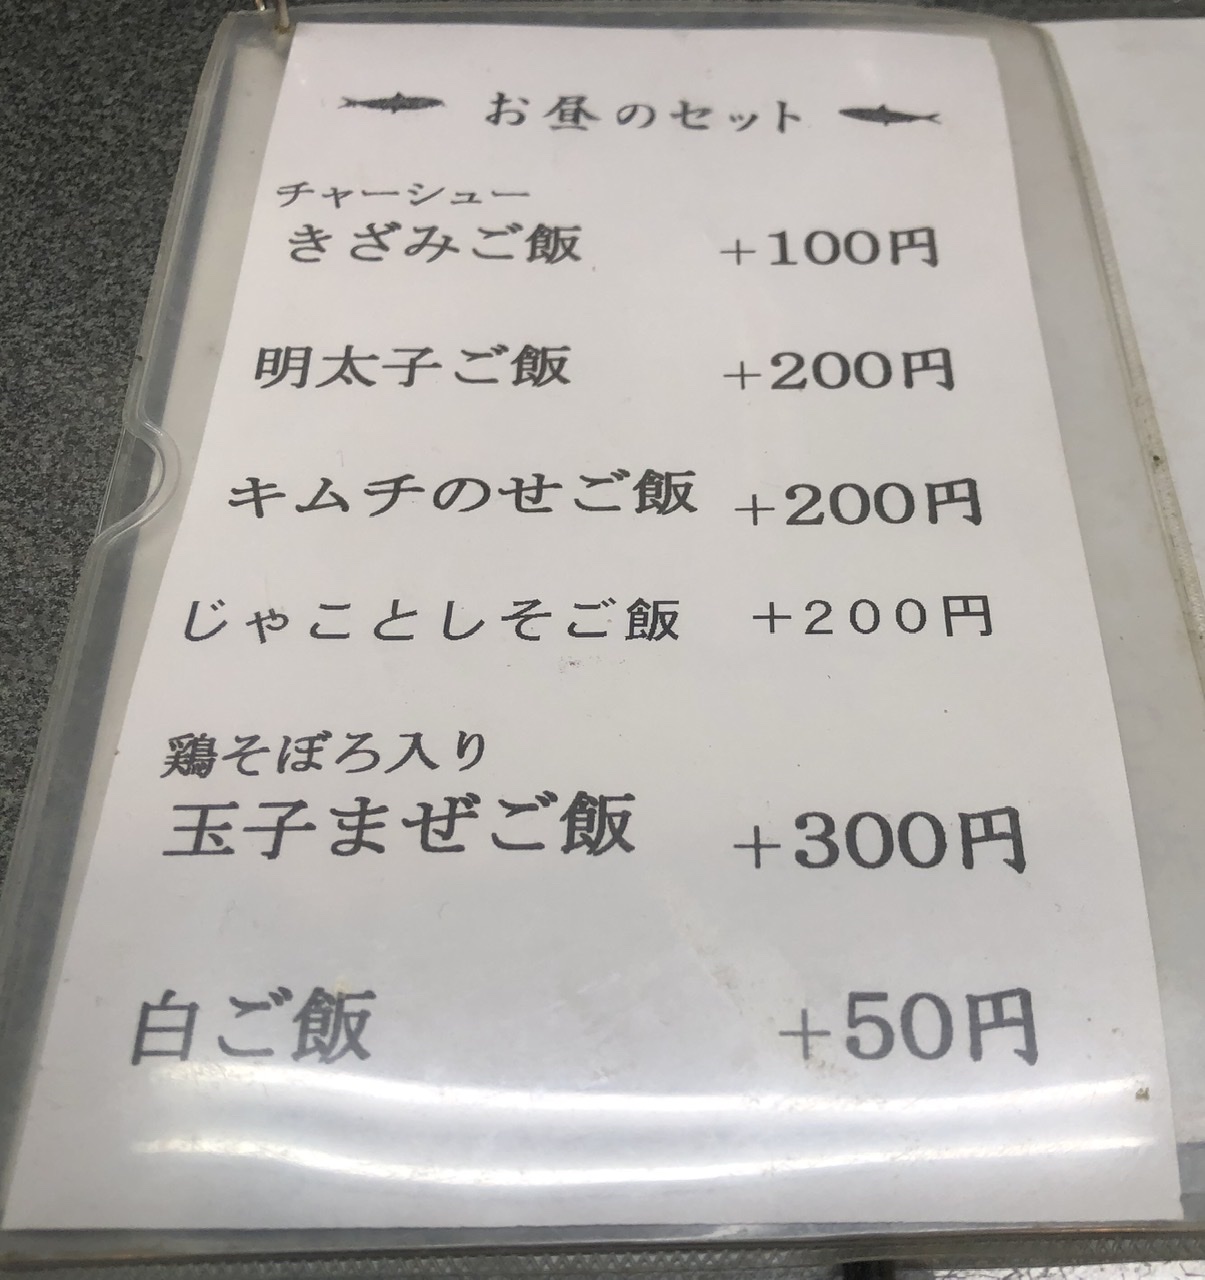 お昼のセット
チャーシュー
きざみご飯 +100円
明太子ご飯 +200円
キムチのせご飯 +200円
じゃことしそご飯 +200円
鶏そぼろ入り
玉子まぜご飯 +300円
白ご飯 +50円